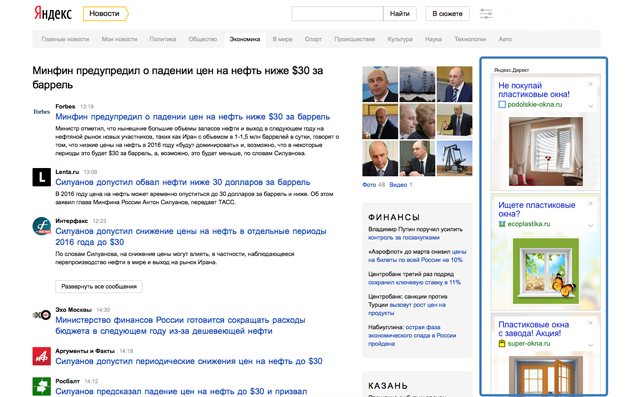 Яндекс
Новости
Найти
В сюжете
Главные новости Мои новости Политика Общество Экономика В мире Спорт Происшествия Культура Наука Технологии Авто
Минфин предупредил о падении цен на нефть ниже $30 за
баррель
Forbes
Forbes 13:19
Минфин предупредил о падении цен на нефть ниже $30 за баррель
Министр отметил, что нынешние большие объемы запасов нефти и выход в следующем году на
нефтяной рынок новых участников, таких как Иран с объемом в 1-1,5 млн баррелей в сутки, говорят о
том, что низкие цены на нефть в 2016 году «будут доминировать» и, возможно, что в некоторые
периоды это будет $30 за баррель, а, возможно, это будет меньше, по словам Силуанова.
L
Lenta.ru 13:09
Силуанов допустил обвал нефти ниже 30 долларов за баррель
В 2016 году цена на нефть может временно опуститься до 30 долларов за баррель и ниже. Об этом
заявил глава Минфина России Антон Силуанов, передает ТАСС.
Интерфакс 12:23
Силуанов допустил снижение цены на нефть в отдельные периоды
2016 года до $30
По словам Силуанова, на снижение цены могут влиять, в частности, наблюдающееся
перепроизводство нефти в мире и выход на рынок Ирана.
Развернуть все сообщения
Эхо Москвы 14:30
Министерство финансов России готовится сокращать расходы
бюджета в следующем году из-за дешевеющей нефти
Аргументы и Факты 14:19
Силуанов допустил периодические снижения цен на нефть до $30
Росбалт 14:12
Силуанов предсказал падение цен на нефть до $30 и призвал
Фото 48 Видео 1
ФИНАНСЫ
Владимир Путин поручил усилить
контроль за госзакупками
«Аэрофлот» до марта снизил цены
на билеты по всей России на 10%
Центробанк третий раз подряд
сохранил ключевую ставку в 11%
Центробанк: санкции против
Турции вызовут рост цен на
продукты
Набиуллина: острая фаза
экономического спада в России
пройдена
КАЗАНЬ
Яндекс.Директ
Не покупай
пластиковые окна!
podolskie-okna.ru
Ищете пластиковые
окна?
ecoplastika.ru
Пластиковые окна
с завода! Акция!
super-okna.ru